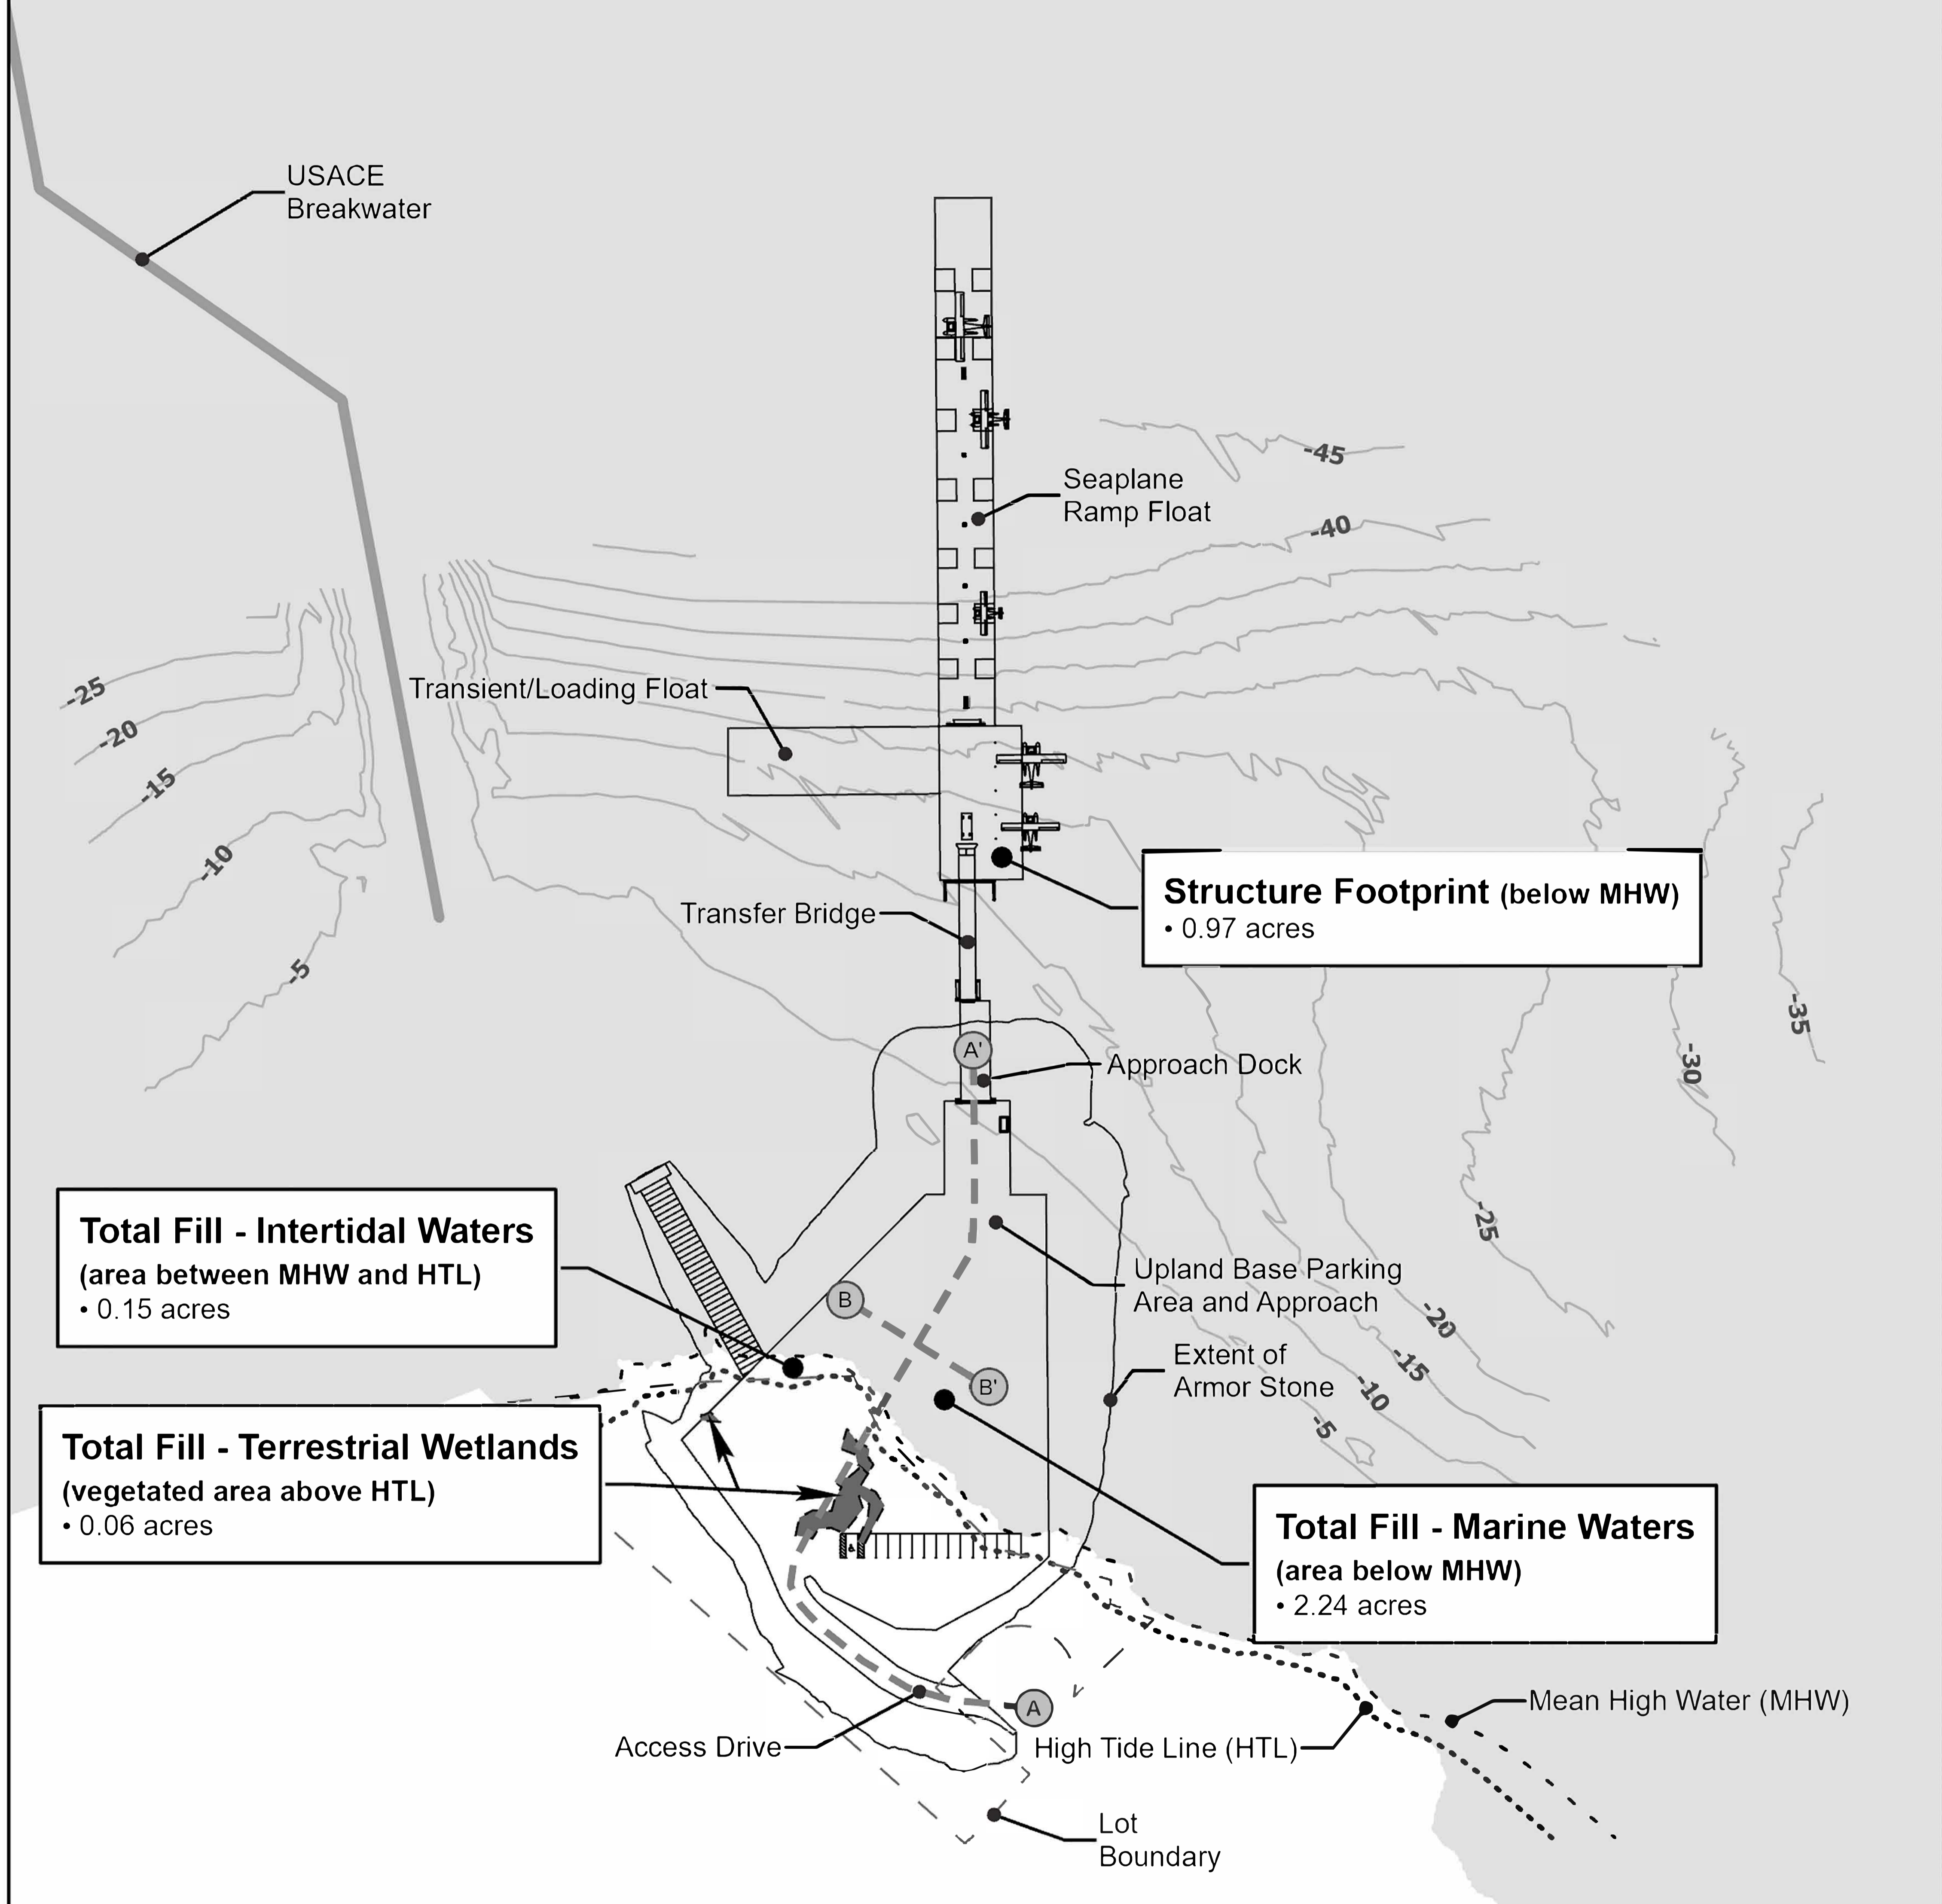 USACE
Breakwater
-45
Seaplane
Ramp Float
-40
-25
Transient/Loading Float
-20
-15
-10
Structure Footprint (below MHW)
• 0.97 acres
Transfer Bridge
-5
-35
-30
A'
Approach Dock
Total Fill - Intertidal Waters
(area between MHW and HTL)
• 0.15 acres
-25
Upland Base Parking
Area and Approach
B
-20
Extent of
Armor Stone
-15
B'
-10
-5
Total Fill - Terrestrial Wetlands
(vegetated area above HTL)
• 0.06 acres
Total Fill - Marine Waters
(area below MHW)
• 2.24 acres
A
Mean High Water (MHW)
Access Drive
High Tide Line (HTL)
Lot
Boundary